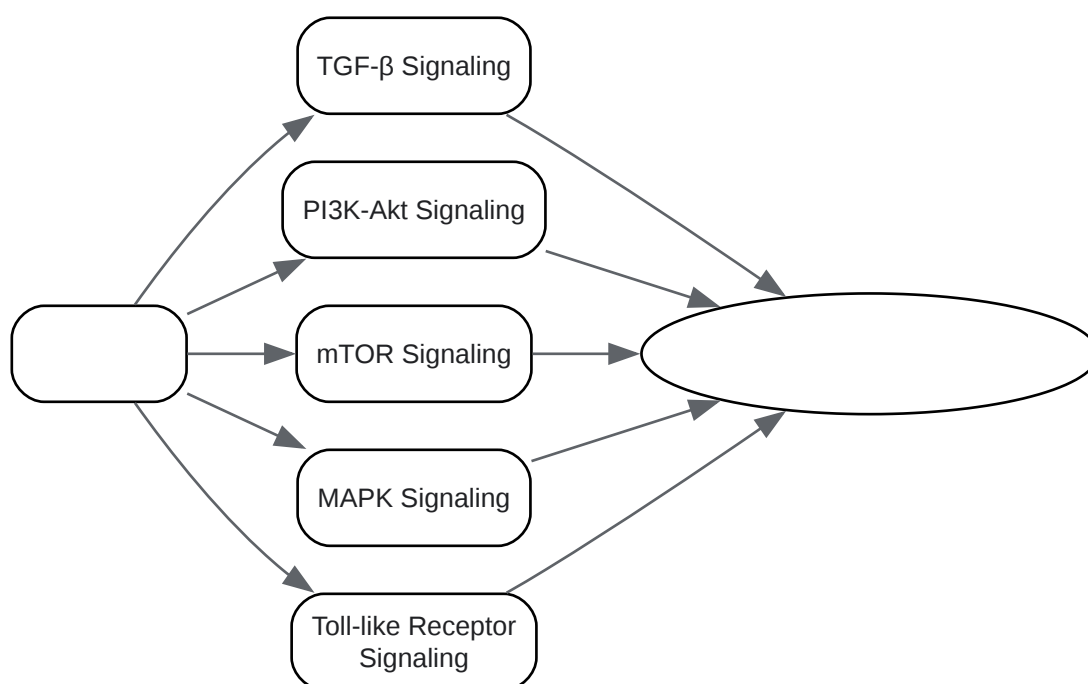 TGF-β Signaling
PI3K-Akt Signaling
mTOR Signaling
MAPK Signaling
Toll-like Receptor
Signaling